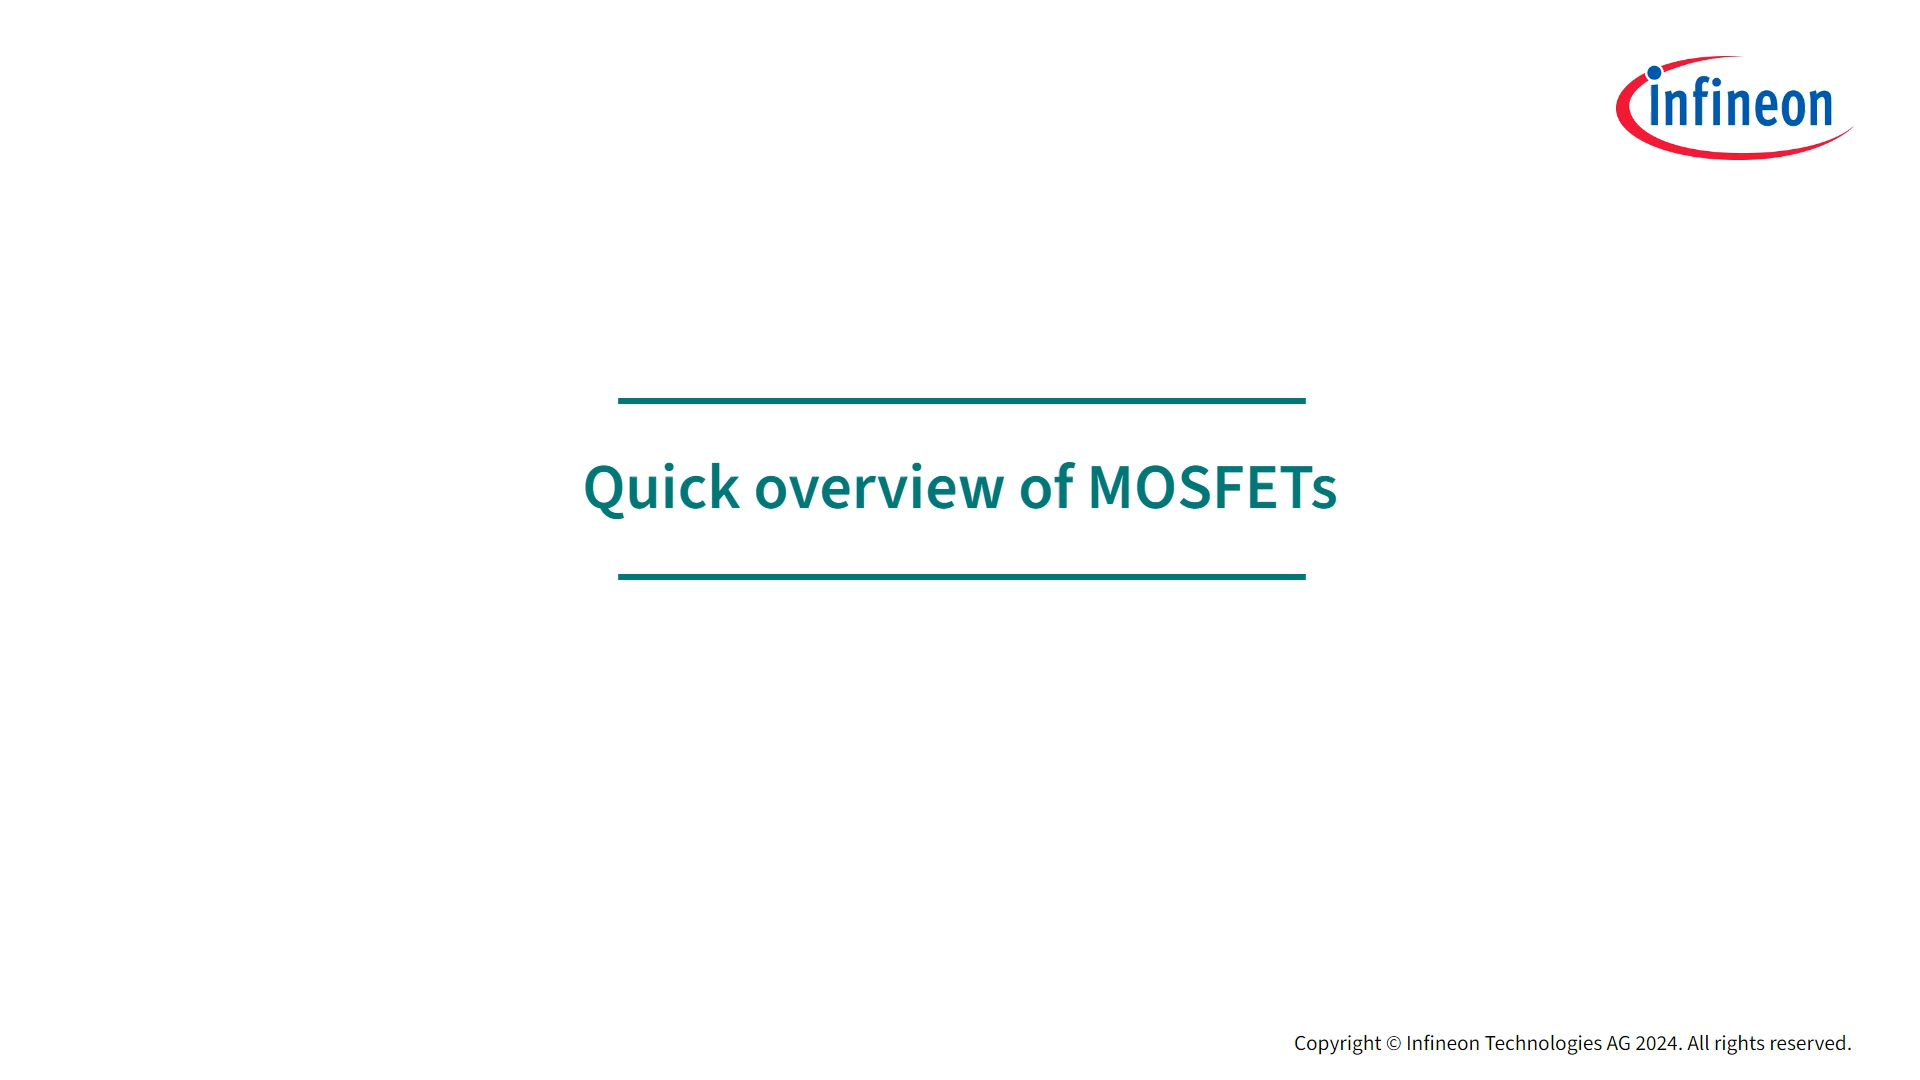 infineon
Quick overview of MOSFETs
Copyright © Infineon Technologies AG 2024. All rights reserved.